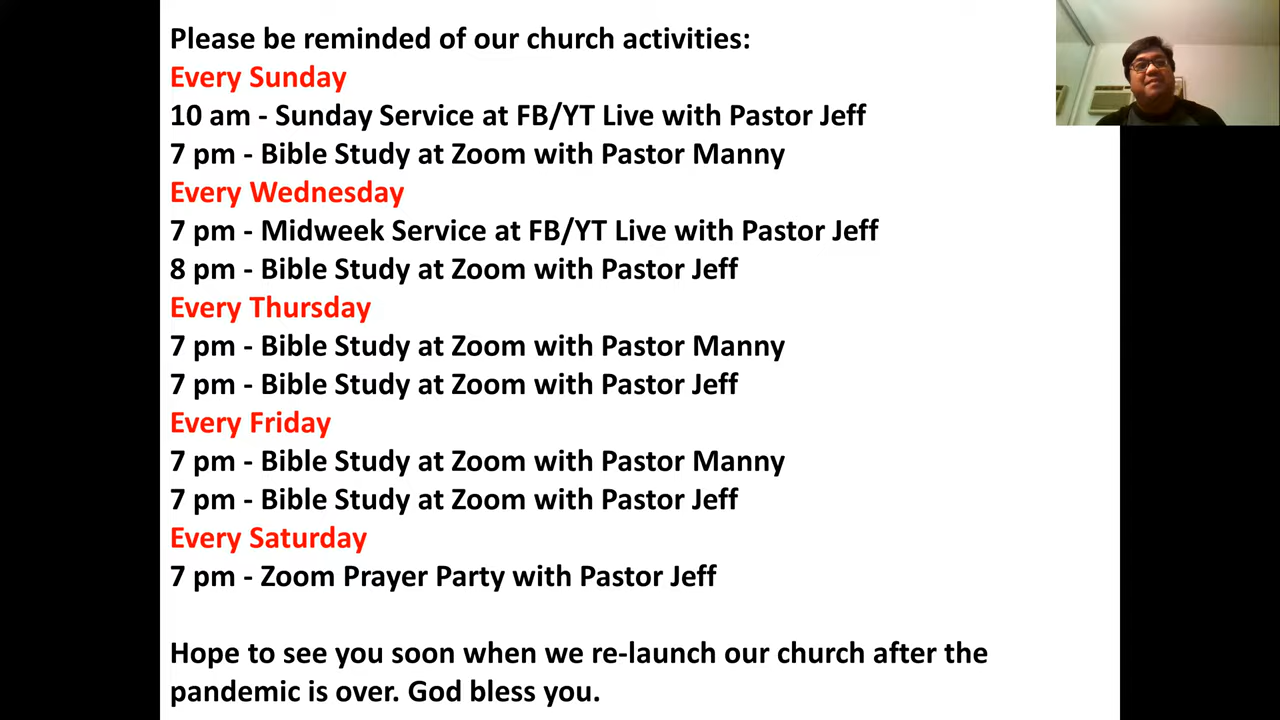 Please be reminded of our church activities:
Every Sunday
10 am - Sunday Service at FB/YT Live with Pastor Jeff
7 pm - Bible Study at Zoom with Pastor Manny
Every Wednesday
7 pm - Midweek Service at FB/YT Live with Pastor Jeff
8 pm - Bible Study at Zoom with Pastor Jeff
Every Thursday
7 pm - Bible Study at Zoom with Pastor Manny
7 pm - Bible Study at Zoom with Pastor Jeff
Every Friday
7 pm - Bible Study at Zoom with Pastor Manny
7 pm - Bible Study at Zoom with Pastor Jeff
Every Saturday
7 pm - Zoom Prayer Party with Pastor Jeff
Hope to see you soon when we re-launch our church after the
pandemic is over. God bless you.